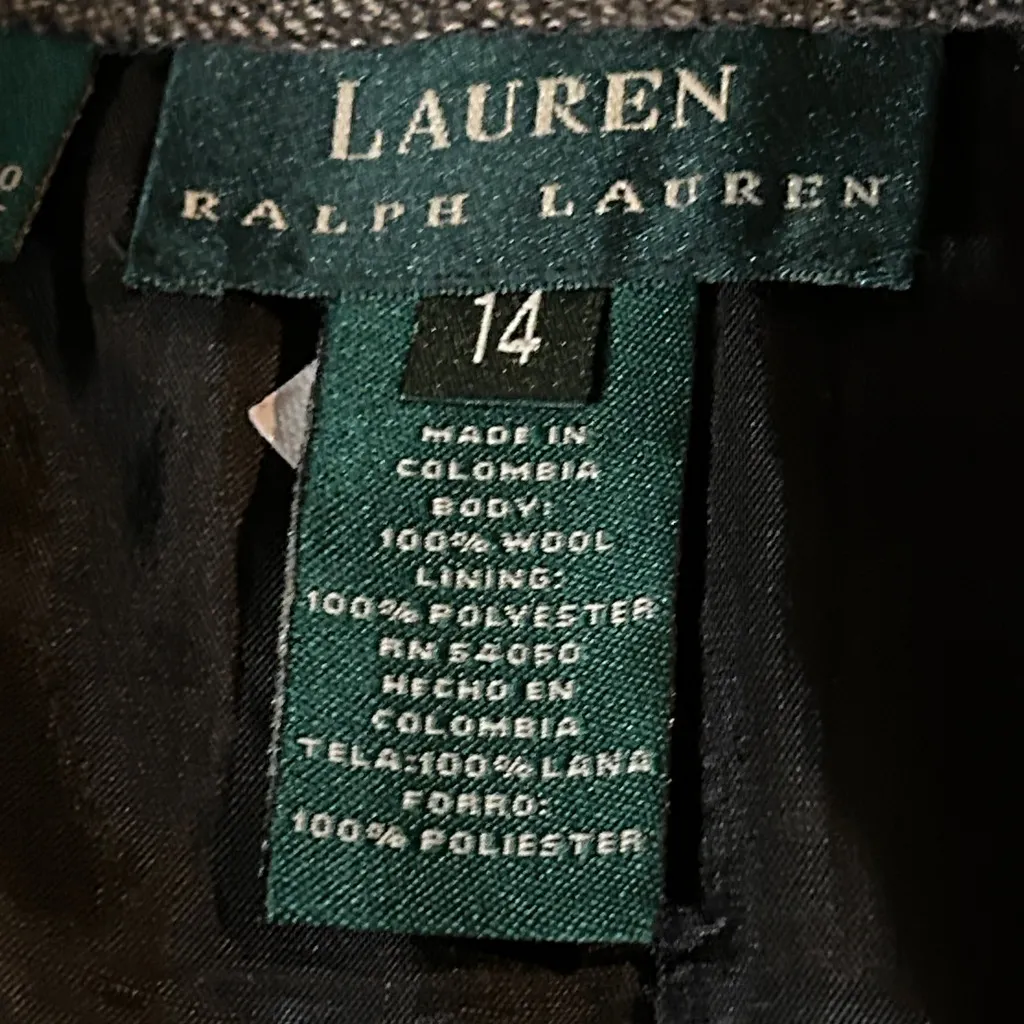 LAUREN
RALPH LAUREN
14
MADE IN
COLOMBIA
BODY:
100% WOOL
LINING:
100% POLYESTER
RN 54050
HECHO EN
COLOMBIA
TELA:100% LANA
FORRO:
100% POLIESTER